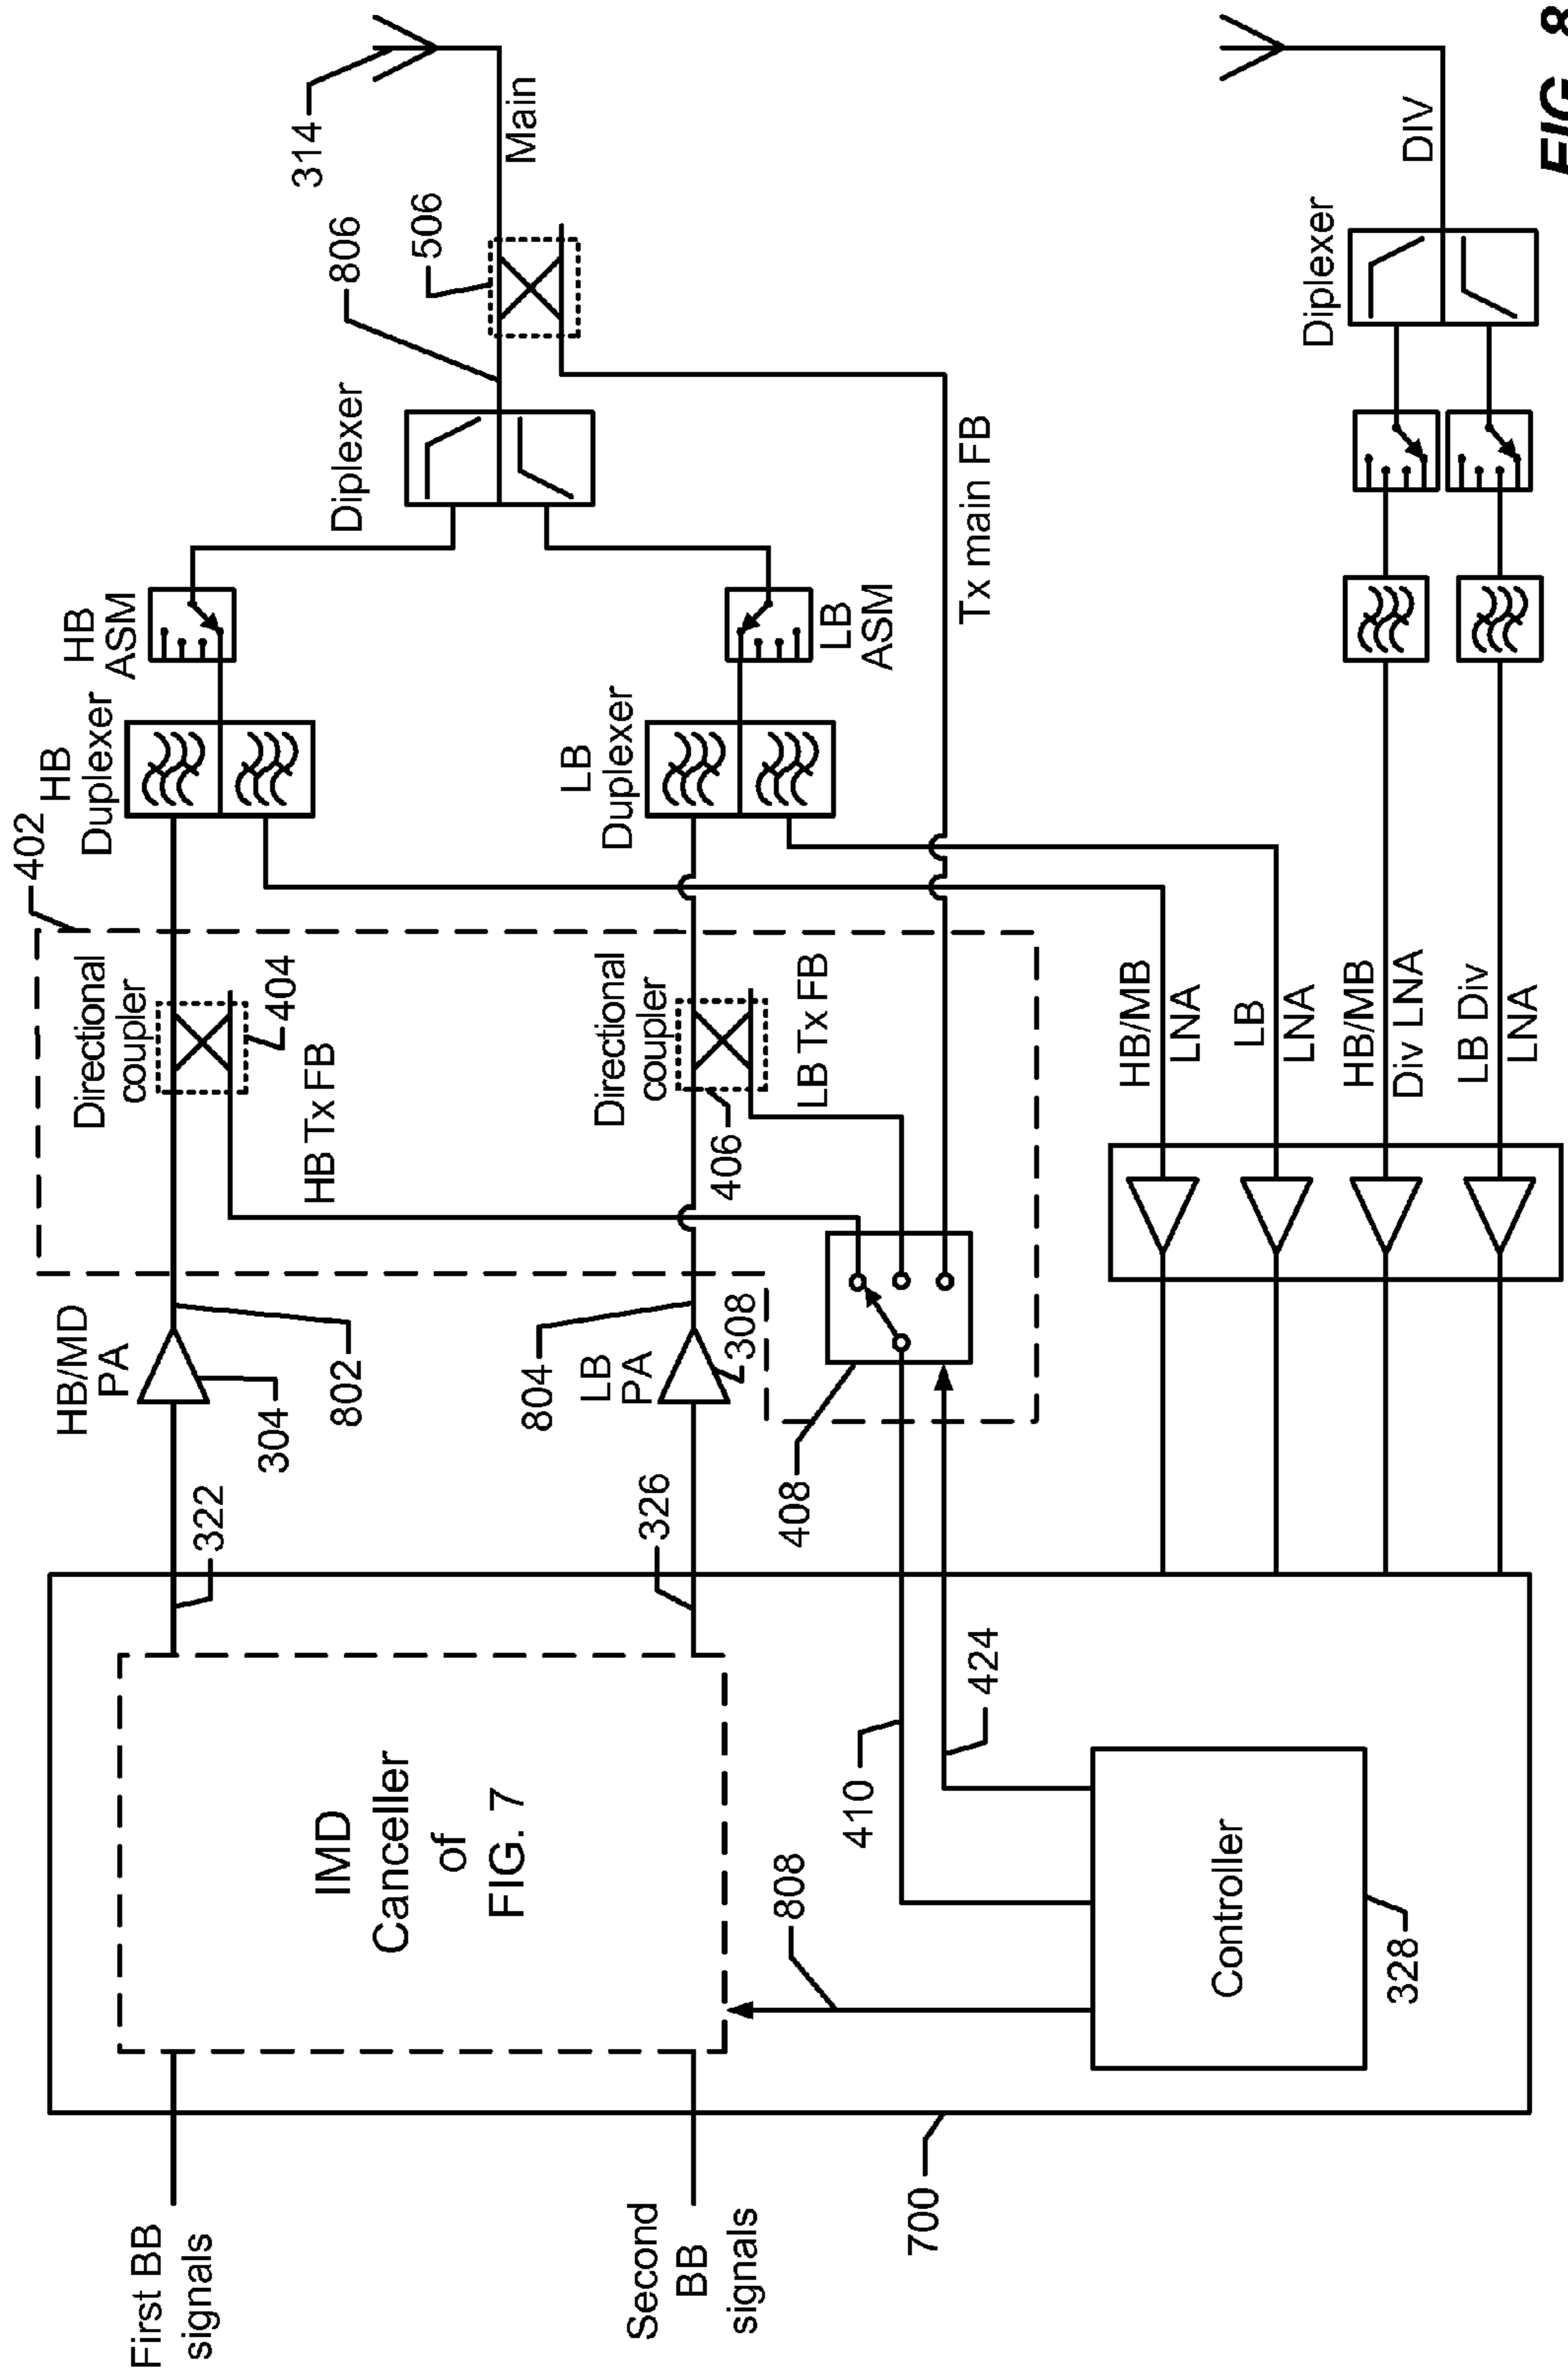 First BB
signals
Second
BB
signals
700
IMD
Canceller
of
FIG. 7
808
Controller
328
410
424
322
326
HB/MD
PA
304
802
804
LB
PA
308
408
402
Directional
coupler
404
HB Tx FB
Directional
coupler
406
LB Tx FB
HB
Duplexer
LB
Duplexer
HB
ASM
LB
ASM
Diplexer
806
506
314
Main
Tx main FB
HB/MB
LNA
LB
LNA
HB/MB
Div LNA
LB Div
LNA
Diplexer
DIV
FIG. 8